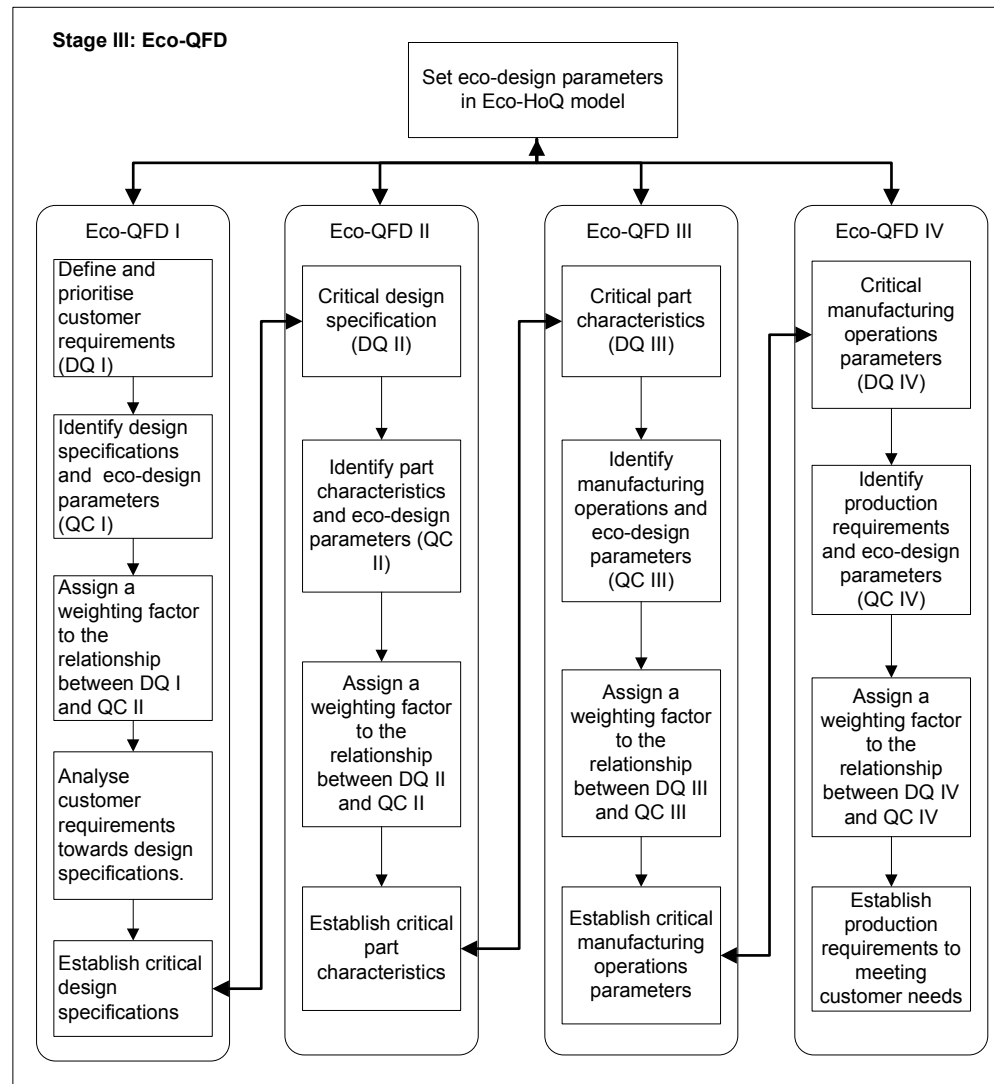 Stage III: Eco-QFD
Set eco-design parameters
in Eco-HoQ model
Eco-QFD I
Define and
prioritise
customer
requirements
(DQ I)
Identify design
specifications
and eco-design
parameters
(QC I)
Assign a
weighting factor
to the
relationship
between DQ I
and QC II
Analyse
customer
requirements
towards design
specifications.
Establish critical
design
specifications
Eco-QFD II
Critical design
specification
(DQ II)
Identify part
characteristics
and eco-design
parameters (QC
II)
Assign a
weighting factor
to the
relationship
between DQ II
and QC II
Establish critical
part
characteristics
Eco-QFD III
Critical part
characteristics
(DQ III)
Identify
manufacturing
operations and
eco-design
parameters
(QC III)
Assign a
weighting factor
to the
relationship
between DQ III
and QC III
Establish critical
manufacturing
operations
parameters
Eco-QFD IV
Critical
manufacturing
operations
parameters
(DQ IV)
Identify
production
requirements
and eco-design
parameters
(QC IV)
Assign a
weighting factor
to the
relationship
between DQ IV
and QC IV
Establish
production
requirements to
meeting
customer needs